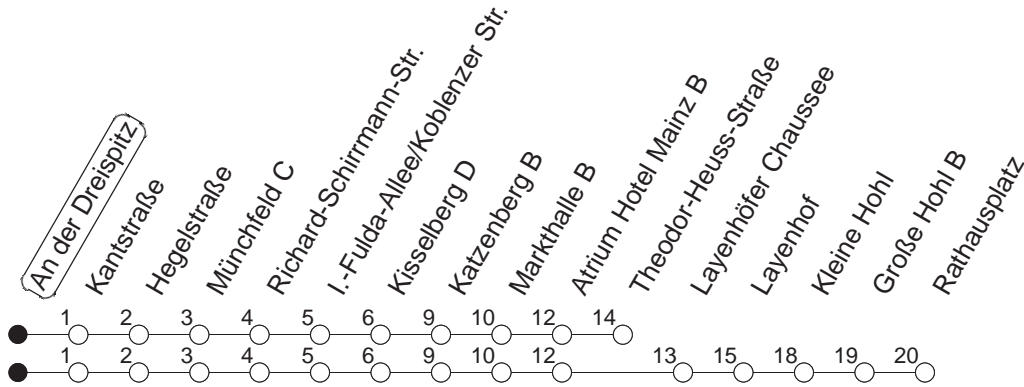 An der Dreispitz
Kantstraße
Hegelstraße
Münchfeld C
Richard-Schirrmann-Str.
I.-Fulda-Allee/Koblenzer Str.
Kisselberg D
Katzenberg B
Markthalle B
Atrium Hotel Mainz B
Theodor-Heuss-Straße
Layenhöfer Chaussee
Layenhof
Kleine Hohl
Große Hohl B
Rathausplatz
1 2 3 4 5 6 9 10 12 14
1 2 3 4 5 6 9 10 12 13 15 18 19 20